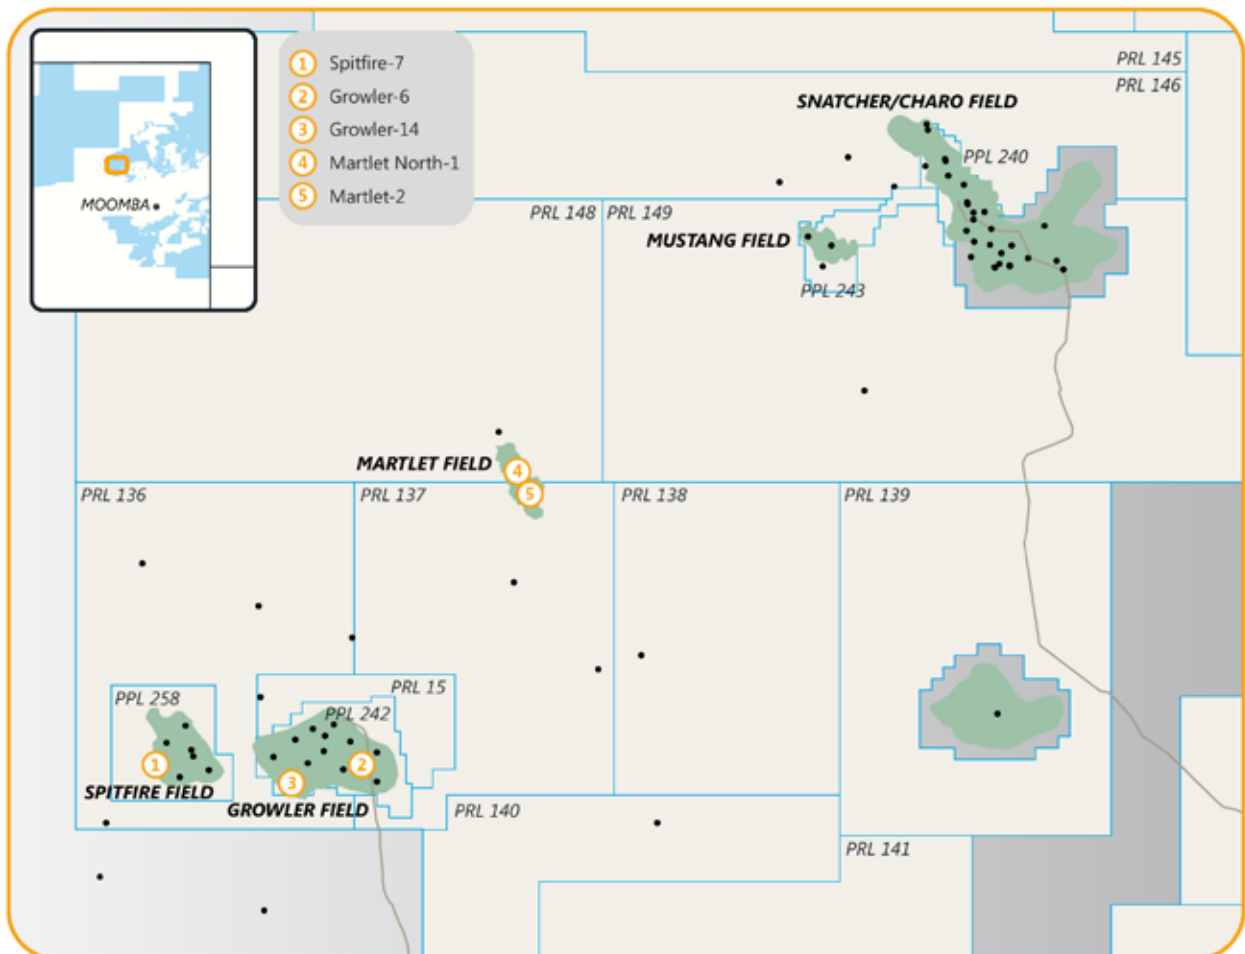 MOOMBA
1 Spitfire-7
2 Growler-6
3 Growler-14
4 Martlet North-1
5 Martlet-2
PRL 145
PRL 146
SNATCHER/CHARO FIELD
PPL 240
PRL 148
PRL 149
MUSTANG FIELD
PPL 243
MARTLET FIELD
4
5
PRL 136
PRL 137
PRL 138
PRL 139
PRL 15
PPL 258
PPL 242
1
2
3
SPITFIRE FIELD
GROWLER FIELD
PRL 140
PRL 141